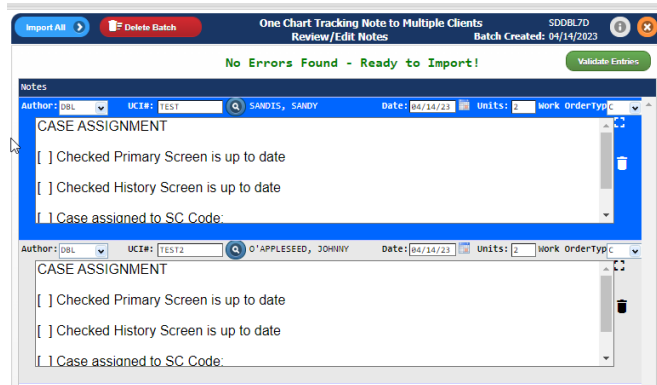 Import All
Delete Batch
One Chart Tracking Note to Multiple Clients
Review/Edit Notes
SDDBL7D
Batch Created: 04/14/2023
No Errors Found - Ready to Import!
Validate Entries
Notes
Author: DBL UCI#: TEST SANDIS, SANDY Date: 04/14/23 Units: 2 Work OrderTyp C
CASE ASSIGNMENT
[ ] Checked Primary Screen is up to date
[ ] Checked History Screen is up to date
[ ] Case assigned to SC Code:
Author: DBL UCI#: TEST2 O'APPLESEED, JOHNNY Date: 04/14/23 Units: 2 Work OrderTyp C
CASE ASSIGNMENT
[ ] Checked Primary Screen is up to date
[ ] Checked History Screen is up to date
[ ] Case assigned to SC Code: